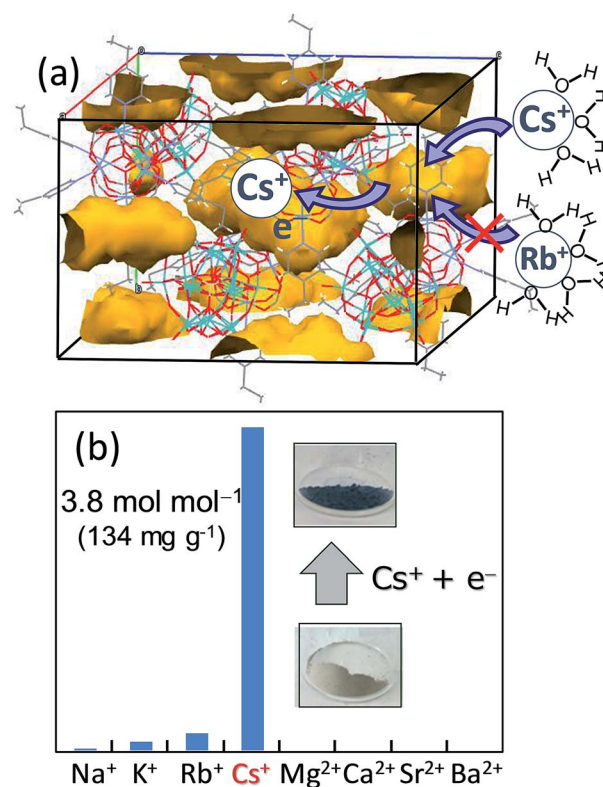 (a)
Cs⁺
Cs⁺
e⁻
Rb⁺
H
H
O
O
H
H
O
H
H
H
H
O
O
H
H
O
H
O
H
H
(b)
3.8 mol mol⁻¹
(134 mg g⁻¹)
Cs⁺ + e⁻
Na⁺ K⁺ Rb⁺ Cs⁺ Mg²⁺ Ca²⁺ Sr²⁺ Ba²⁺